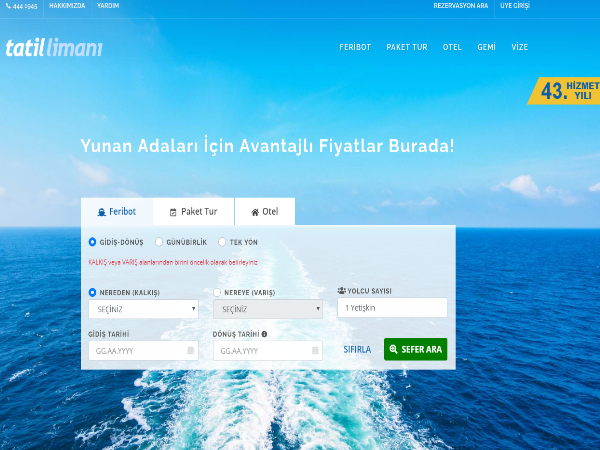 444 1945 HAKKIMIZDA YARDIM REZERVASYON ARA ÜYE GİRİŞİ
tatillimanı FERİBOT PAKET TUR OTEL GEMİ VİZE
43. HİZMET YILI
Yunan Adaları İçin Avantajlı Fiyatlar Burada!
Feribot Paket Tur Otel
GİDİŞ-DÖNÜŞ GÜNÜBİRLİK TEK YÖN
KALKIŞ veya VARIŞ alanlarından birini öncelik olarak belirleyiniz
NEREDEN (KALKIŞ) NEREYE (VARIŞ) YOLCU SAYISI
SEÇİNİZ SEÇİNİZ 1 Yetişkin
GİDİŞ TARİHİ DÖNÜŞ TARİHİ
GG.AA.YYYY GG.AA.YYYY SIFIRLA SEFER ARA